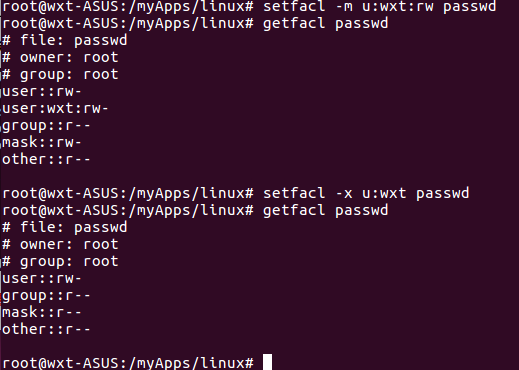 root@wxt-ASUS:/myApps/linux# setfacl -m u:wxt:rw passwd
root@wxt-ASUS:/myApps/linux# getfacl passwd
# file: passwd
# owner: root
# group: root
user::rw-
user:wxt:rw-
group::r--
mask::rw-
other::r--
root@wxt-ASUS:/myApps/linux# setfacl -x u:wxt passwd
root@wxt-ASUS:/myApps/linux# getfacl passwd
# file: passwd
# owner: root
# group: root
user::rw-
group::r--
mask::r--
other::r--
root@wxt-ASUS:/myApps/linux#